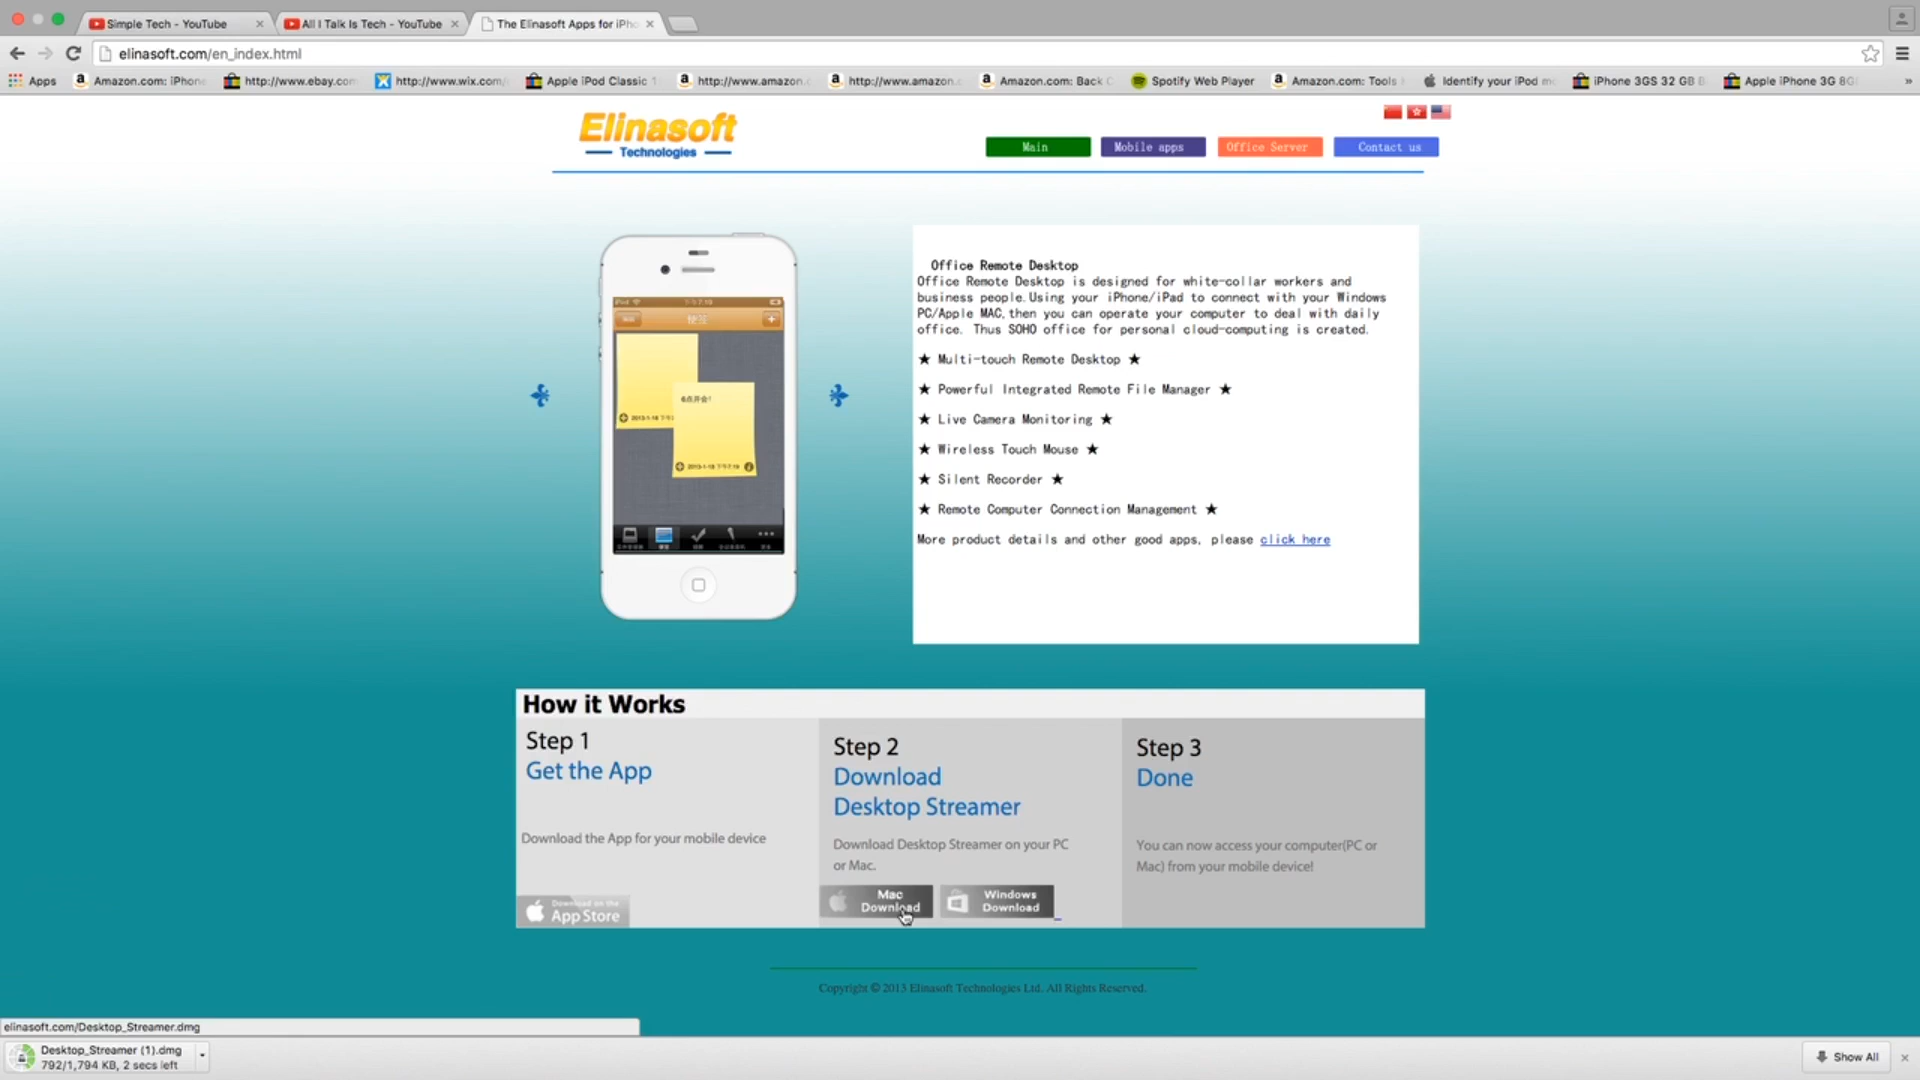 Simple Tech - YouTube
All I Talk Is Tech - YouTube
The Elinasoft Apps for iPho
elinasoft.com/en_index.html
Apps
Amazon.com: iPhone
http://www.ebay.com
http://www.wix.com/
Apple iPod Classic 1
http://www.amazon.
http://www.amazon.c
Amazon.com: Back C
Spotify Web Player
Amazon.com: Tools
Identify your iPod mo
iPhone 3GS 32 GB B
Apple iPhone 3G 8G
»
Elinasoft
Technologies
Main
Mobile apps
Office Server
Contact us
6点开会!
Office Remote Desktop
Office Remote Desktop is designed for white-collar workers and
business people.Using your iPhone/iPad to connect with your Windows
PC/Apple MAC,then you can operate your computer to deal with daily
office. Thus SOHO office for personal cloud-computing is created.
★ Multi-touch Remote Desktop ★
★ Powerful Integrated Remote File Manager ★
★ Live Camera Monitoring ★
★ Wireless Touch Mouse ★
★ Silent Recorder ★
★ Remote Computer Connection Management ★
More product details and other good apps, please click here
How it Works
Step 1
Get the App
Download the App for your mobile device
Download on the
App Store
Step 2
Download
Desktop Streamer
Download Desktop Streamer on your PC
or Mac.
Mac
Download
Windows
Download
Step 3
Done
You can now access your computer(PC or
Mac) from your mobile device!
Copyright © 2013 Elinasoft Technologies Ltd. All Rights Reserved.
elinasoft.com/Desktop_Streamer.dmg
Desktop_Streamer (1).dmg
792/1,794 KB, 2 secs left
Show All